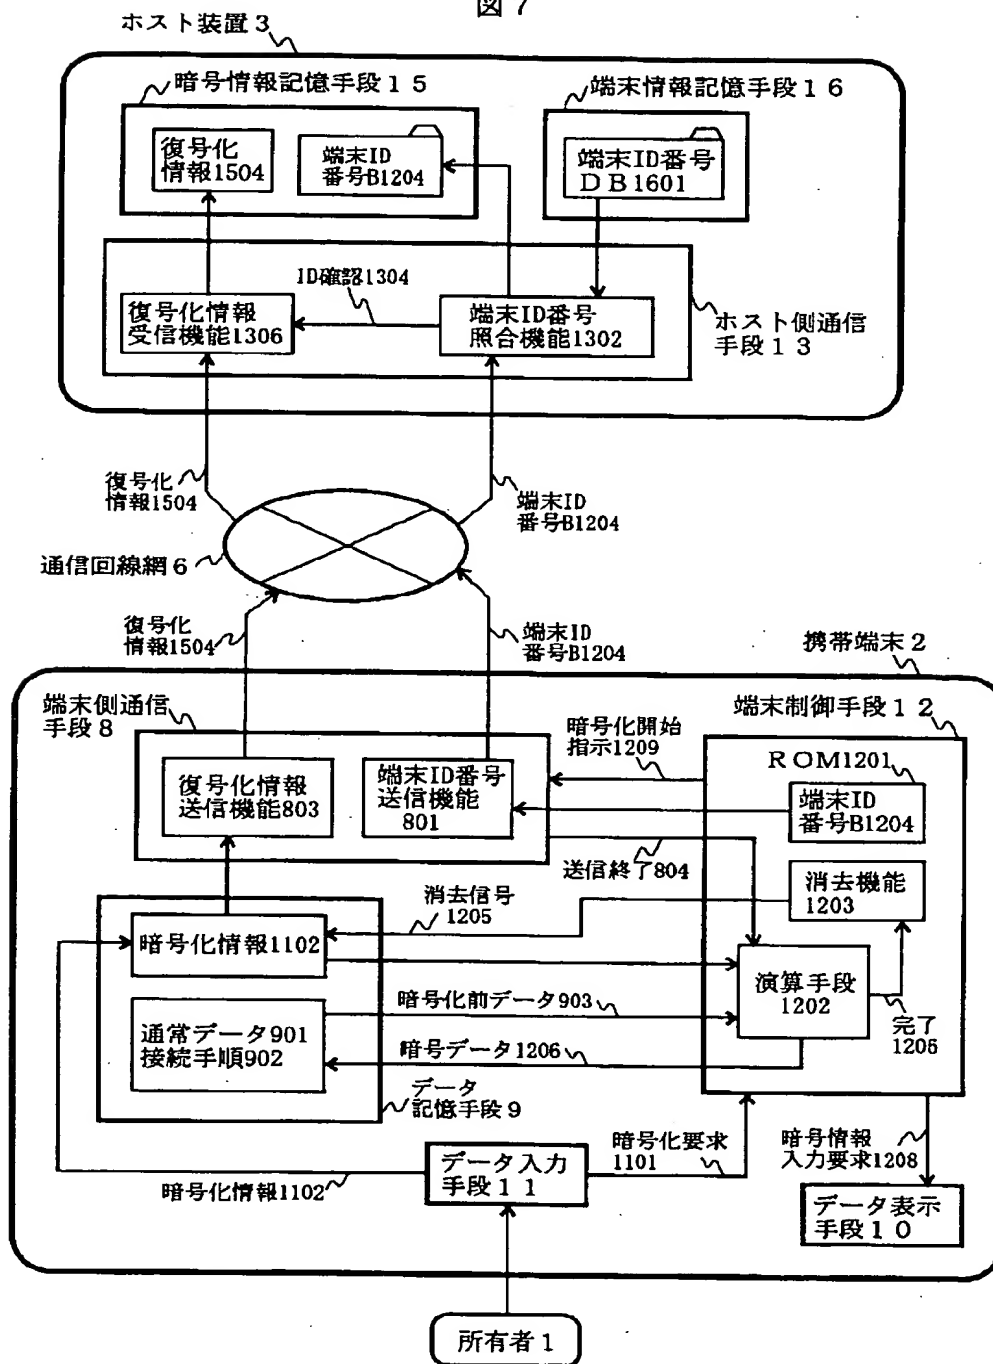 図7
ホスト装置3
暗号情報記憶手段15
端末情報記憶手段16
復号化
情報1504
端末ID
番号B1204
端末ID番号
DB1601
ID確認1304
復号化情報
受信機能1306
端末ID番号
照合機能1302
ホスト側通信
手段13
復号化
情報1504
端末ID
番号B1204
通信回線網6
復号化
情報1504
端末ID
番号B1204
携帯端末2
端末側通信
手段8
暗号化開始
指示1209
端末制御手段12
ROM1201
復号化情報
送信機能803
端末ID番号
送信機能
801
端末ID
番号B1204
送信終了804
消去信号
1205
消去機能
1203
暗号化情報1102
演算手段
1202
暗号化前データ903
通常データ901
接続手順902
完了
1205
暗号データ1206
データ
記憶手段9
暗号化要求
1101
暗号情報
入力要求1208
暗号化情報1102
データ入力
手段11
データ表示
手段10
所有者1